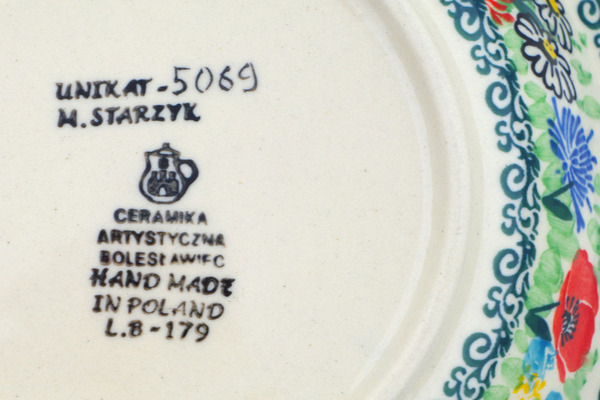 UNIKAT-5069
M. STARZYK
CERAMIKA
ARTYSTYCZNA
BOLESŁAWIEC
HAND MADE
IN POLAND
L.B-179